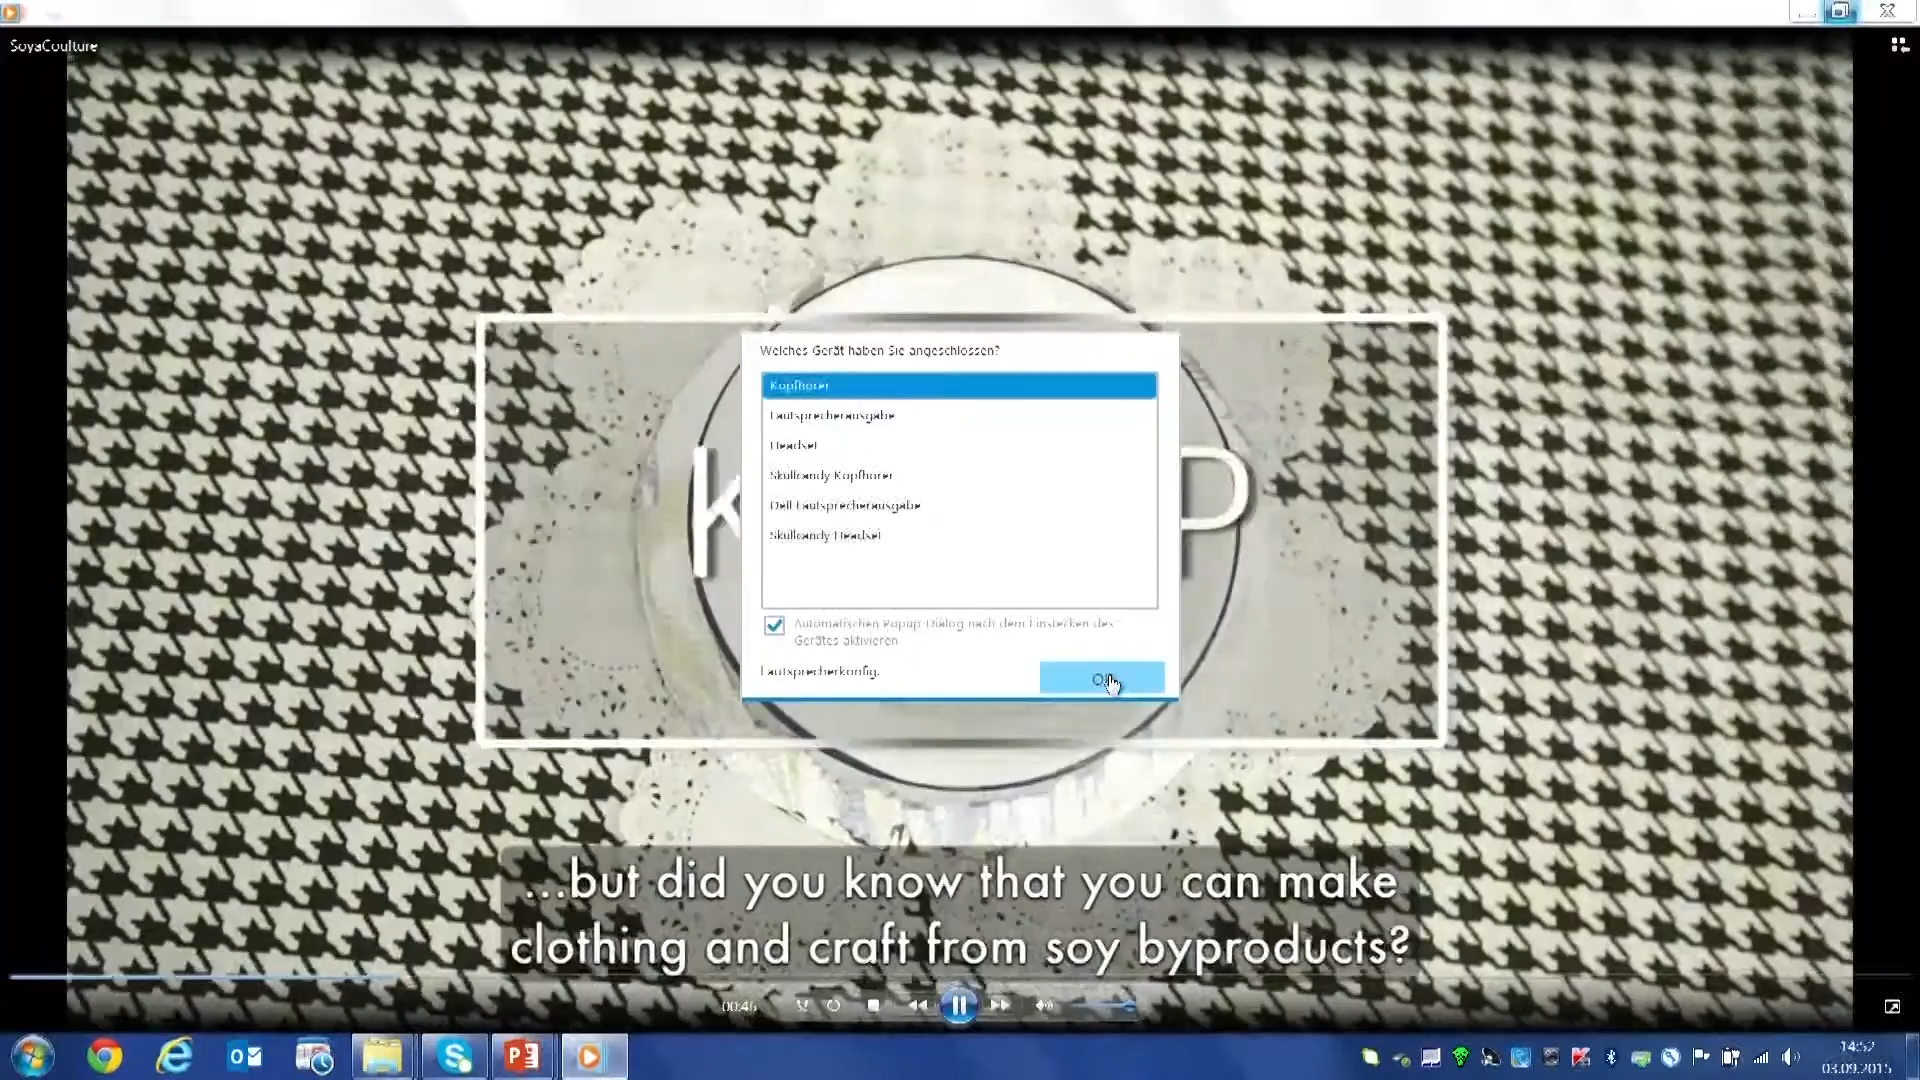 SoyaCoulture
Welches Gerät haben Sie angeschlossen?
Kopfhörer
Lautsprecherausgabe
Headset
Skullcandy Kopfhörer
Dell Lautsprecherausgabe
Skullcandy Headset
Automatischen Popup-Dialog nach dem Einstecken des
Gerätes aktivieren
Lautsprecherkonfig.
OK
K P
...but did you know that you can make
clothing and craft from soy byproducts?
00:46
14:52
03.09.2015